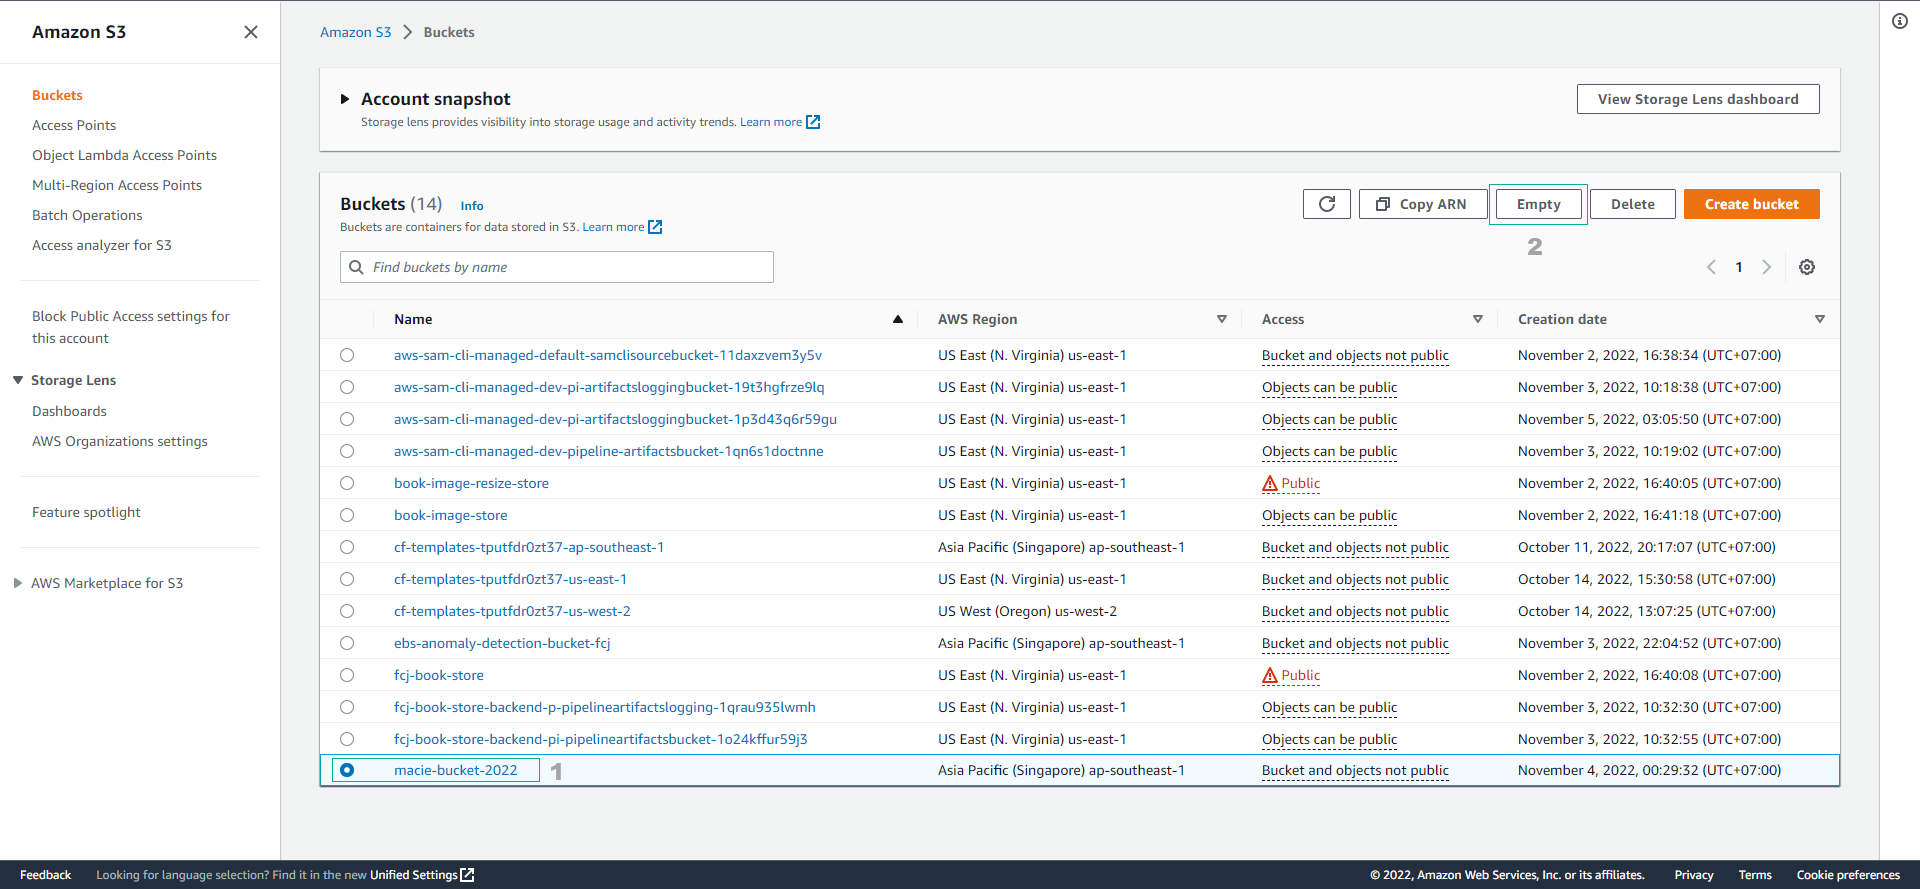 Amazon S3
Buckets
Access Points
Object Lambda Access Points
Multi-Region Access Points
Batch Operations
Access analyzer for S3
Block Public Access settings for
this account
Storage Lens
Dashboards
AWS Organizations settings
Feature spotlight
AWS Marketplace for S3
Amazon S3 Buckets
Account snapshot
Storage lens provides visibility into storage usage and activity trends. Learn more
View Storage Lens dashboard
Buckets (14) Info
Buckets are containers for data stored in S3. Learn more
Copy ARN Empty Delete Create bucket
2
Find buckets by name
1
Name AWS Region Access Creation date
aws-sam-cli-managed-default-samclisourcebucket-11daxzvem3y5v US East (N. Virginia) us-east-1 Bucket and objects not public November 2, 2022, 16:38:34 (UTC+07:00)
aws-sam-cli-managed-dev-pi-artifactsloggingbucket-19t3hgfrze9lq US East (N. Virginia) us-east-1 Objects can be public November 3, 2022, 10:18:38 (UTC+07:00)
aws-sam-cli-managed-dev-pi-artifactsloggingbucket-1p3d43q6r59gu US East (N. Virginia) us-east-1 Objects can be public November 5, 2022, 03:05:50 (UTC+07:00)
aws-sam-cli-managed-dev-pipeline-artifactsbucket-1qn6s1doctnne US East (N. Virginia) us-east-1 Objects can be public November 3, 2022, 10:19:02 (UTC+07:00)
book-image-resize-store US East (N. Virginia) us-east-1 Public November 2, 2022, 16:40:05 (UTC+07:00)
book-image-store US East (N. Virginia) us-east-1 Objects can be public November 2, 2022, 16:41:18 (UTC+07:00)
cf-templates-tputfdr0zt37-ap-southeast-1 Asia Pacific (Singapore) ap-southeast-1 Bucket and objects not public October 11, 2022, 20:17:07 (UTC+07:00)
cf-templates-tputfdr0zt37-us-east-1 US East (N. Virginia) us-east-1 Bucket and objects not public October 14, 2022, 15:30:58 (UTC+07:00)
cf-templates-tputfdr0zt37-us-west-2 US West (Oregon) us-west-2 Bucket and objects not public October 14, 2022, 13:07:25 (UTC+07:00)
ebs-anomaly-detection-bucket-fcj Asia Pacific (Singapore) ap-southeast-1 Bucket and objects not public November 3, 2022, 22:04:52 (UTC+07:00)
fcj-book-store US East (N. Virginia) us-east-1 Public November 2, 2022, 16:40:08 (UTC+07:00)
fcj-book-store-backend-p-pipelineartifactslogging-1qrau935lwmh US East (N. Virginia) us-east-1 Objects can be public November 3, 2022, 10:32:30 (UTC+07:00)
fcj-book-store-backend-pi-pipelineartifactsbucket-1o24kffur59j3 US East (N. Virginia) us-east-1 Objects can be public November 3, 2022, 10:32:55 (UTC+07:00)
macie-bucket-2022 1 Asia Pacific (Singapore) ap-southeast-1 Bucket and objects not public November 4, 2022, 00:29:32 (UTC+07:00)
Feedback Looking for language selection? Find it in the new Unified Settings © 2022, Amazon Web Services, Inc. or its affiliates. Privacy Terms Cookie preferences